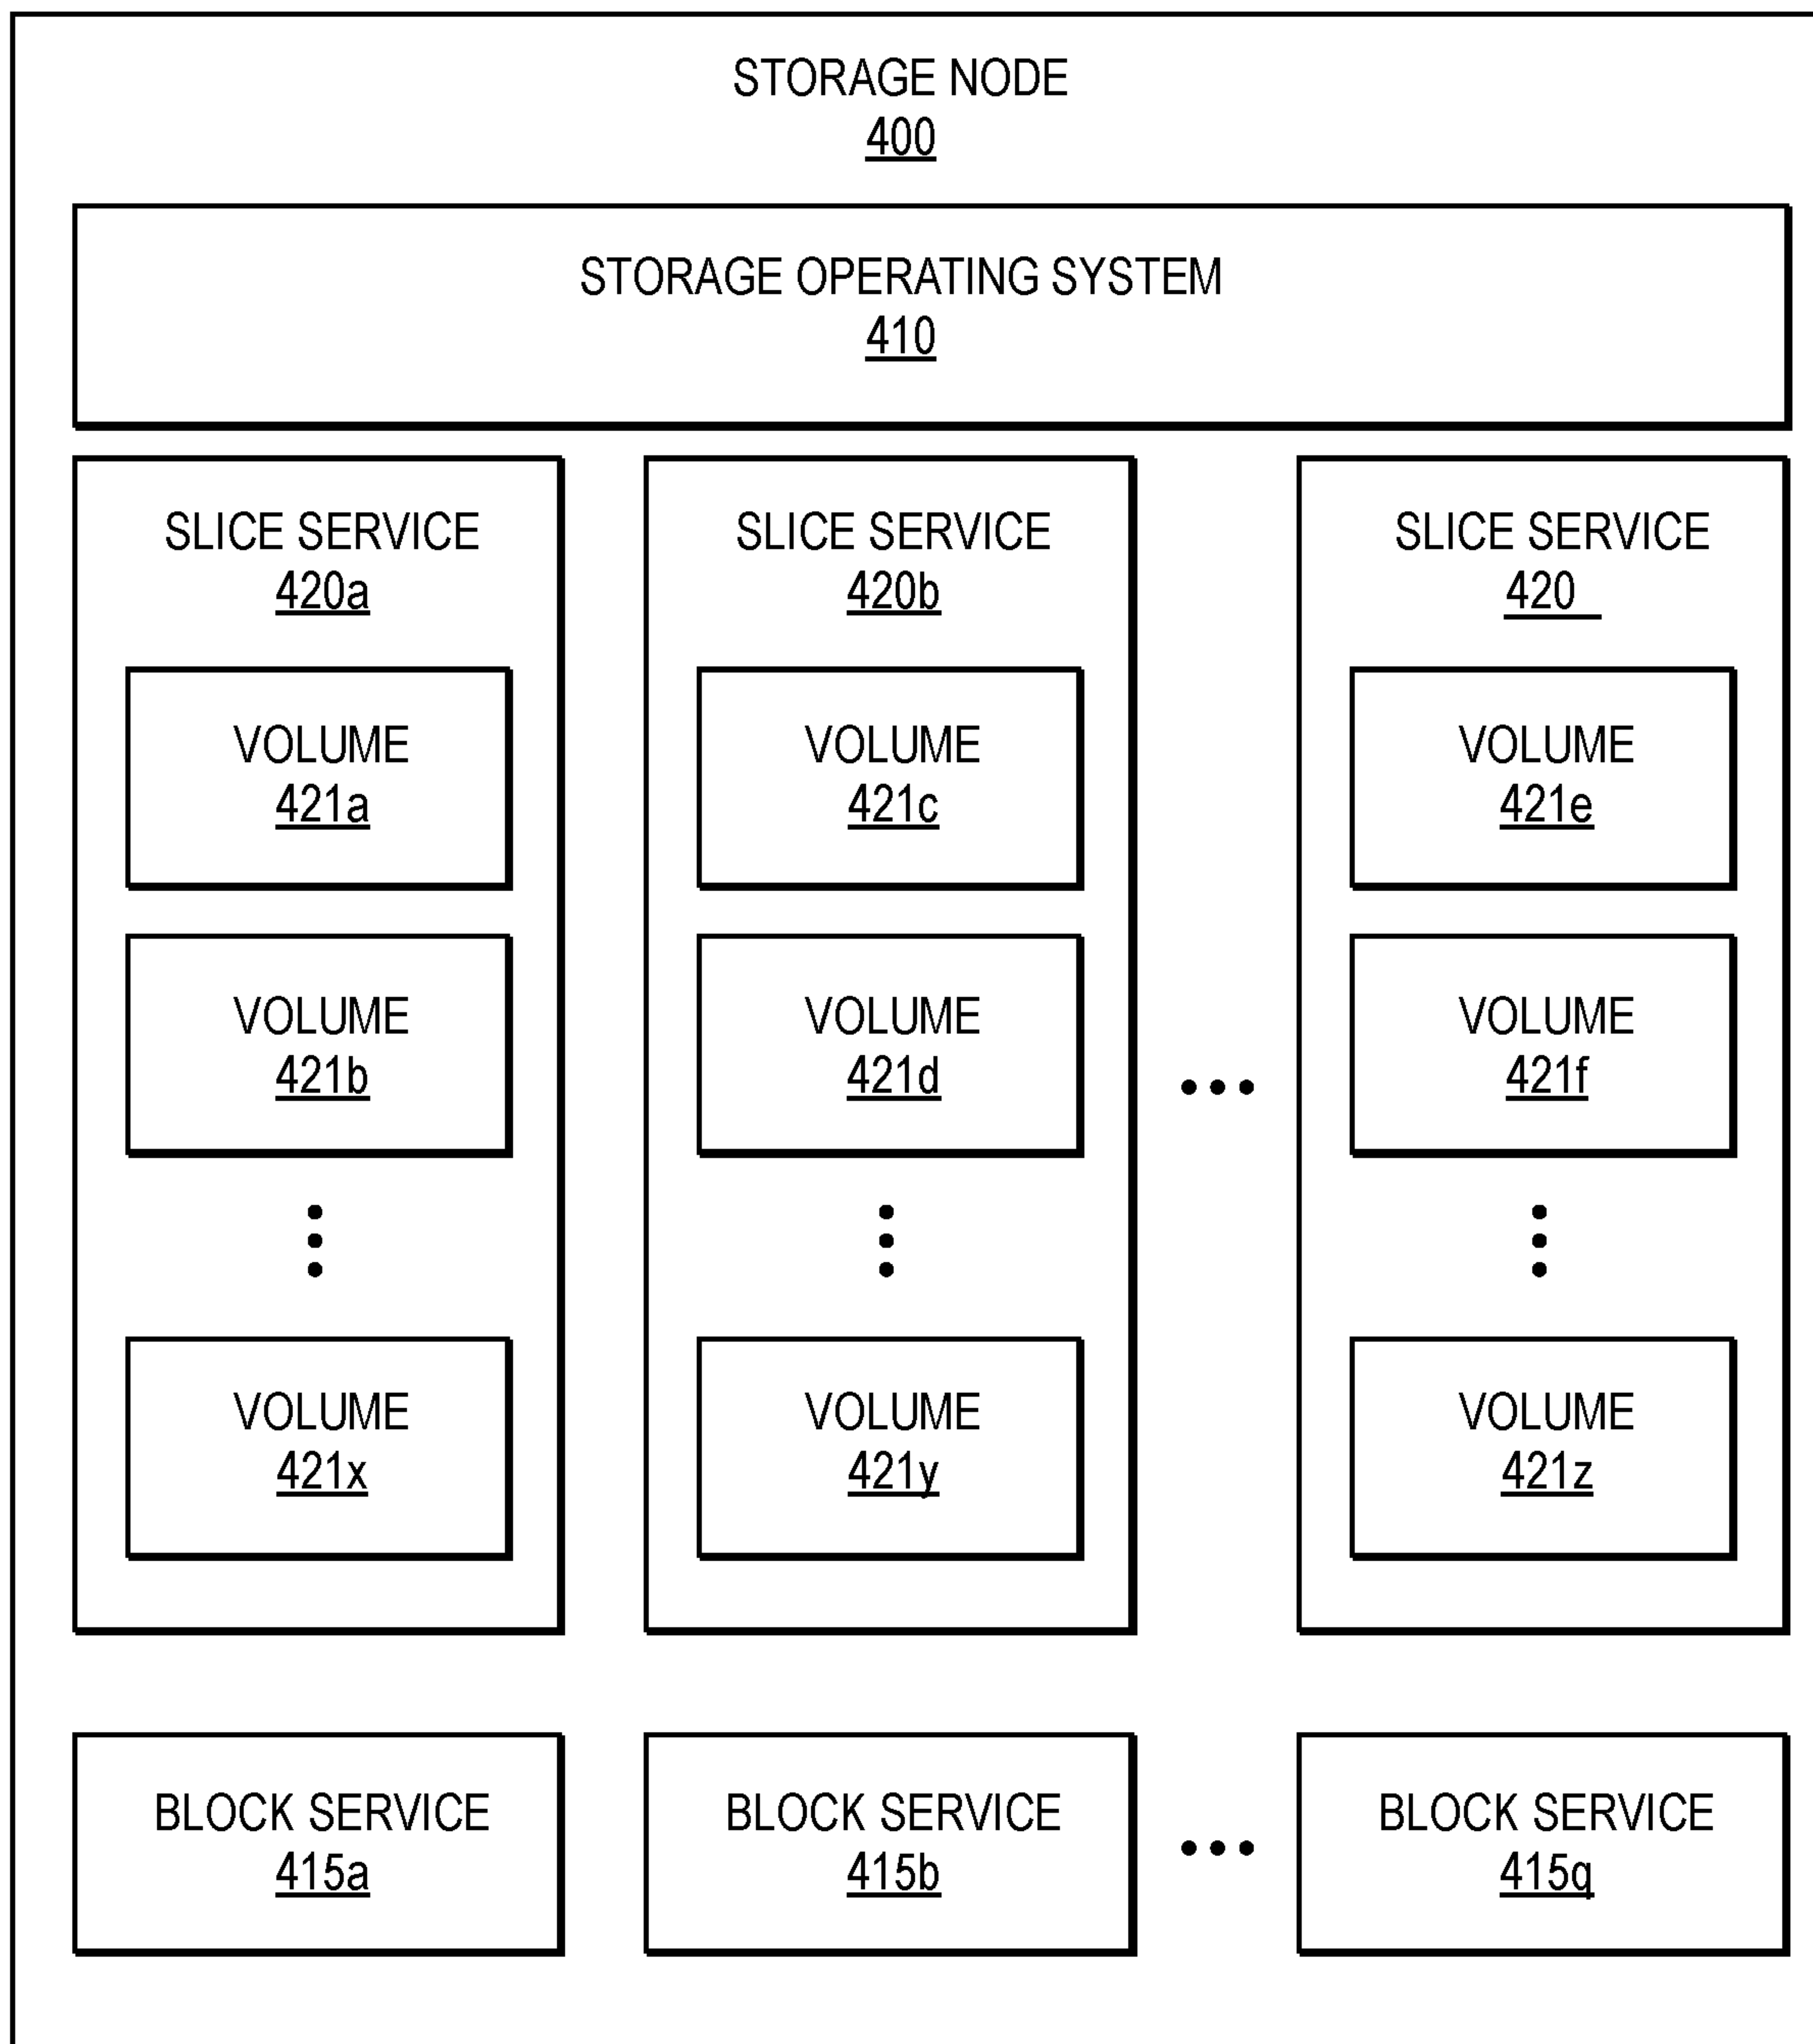 STORAGE NODE
400
STORAGE OPERATING SYSTEM
410
SLICE SERVICE
420a
VOLUME
421a
VOLUME
421b
VOLUME
421x
SLICE SERVICE
420b
VOLUME
421c
VOLUME
421d
VOLUME
421y
...
SLICE SERVICE
420
VOLUME
421e
VOLUME
421f
VOLUME
421z
BLOCK SERVICE
415a
BLOCK SERVICE
415b
...
BLOCK SERVICE
415q